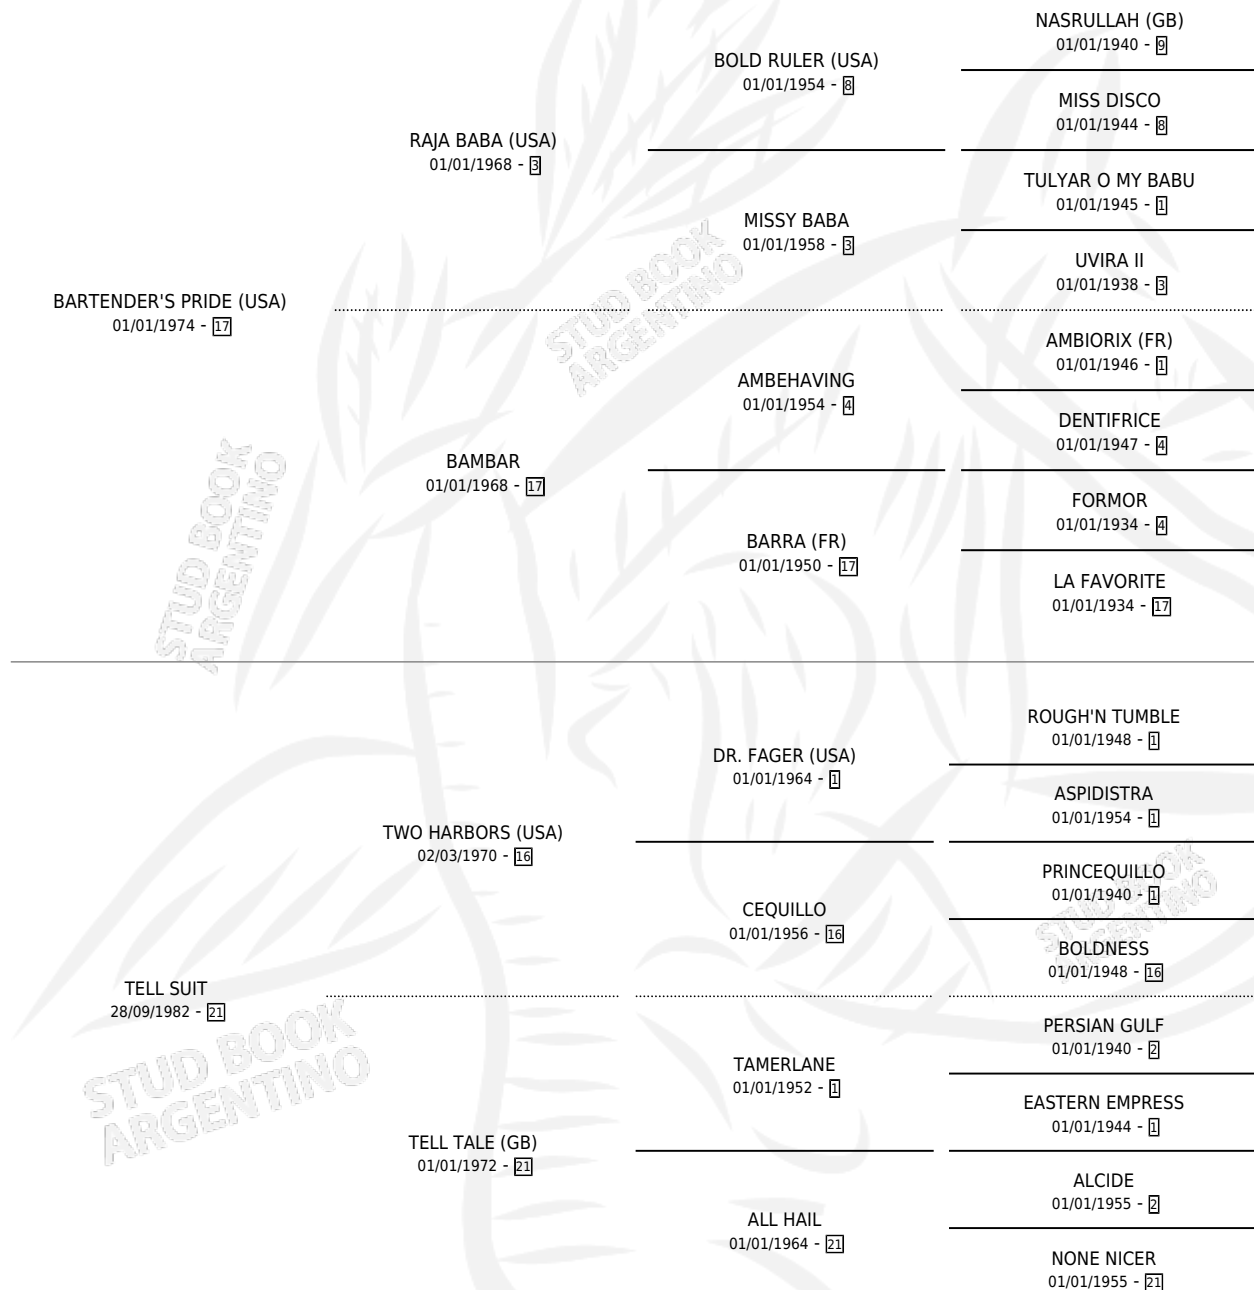 NASRULLAH (GB)
01/01/1940 - 9
BOLD RULER (USA)
01/01/1954 - 8
MISS DISCO
01/01/1944 - 8
RAJA BABA (USA)
01/01/1968 - 3
TULYAR O MY BABU
01/01/1945 - 1
MISSY BABA
01/01/1958 - 3
UVIRA II
01/01/1938 - 3
BARTENDER'S PRIDE (USA)
01/01/1974 - 17
AMBIORIX (FR)
01/01/1946 - 1
AMBEHAVING
01/01/1954 - 4
DENTIFRICE
01/01/1947 - 4
BAMBAR
01/01/1968 - 17
FORMOR
01/01/1934 - 4
BARRA (FR)
01/01/1950 - 17
LA FAVORITE
01/01/1934 - 17
ROUGH'N TUMBLE
01/01/1948 - 1
DR. FAGER (USA)
01/01/1964 - 1
ASPIDISTRA
01/01/1954 - 1
TWO HARBORS (USA)
02/03/1970 - 16
PRINCEQUILLO
01/01/1940 - 1
CEQUILLO
01/01/1956 - 16
BOLDNESS
01/01/1948 - 16
TELL SUIT
28/09/1982 - 21
PERSIAN GULF
01/01/1940 - 2
TAMERLANE
01/01/1952 - 1
EASTERN EMPRESS
01/01/1944 - 1
TELL TALE (GB)
01/01/1972 - 21
ALCIDE
01/01/1955 - 2
ALL HAIL
01/01/1964 - 21
NONE NICER
01/01/1955 - 21
STUD BOOK
ARGENTINO
STUD BOOK
ARGENTINO
STUD BOOK
ARGENTINO
STUD BOOK
ARGENTINO